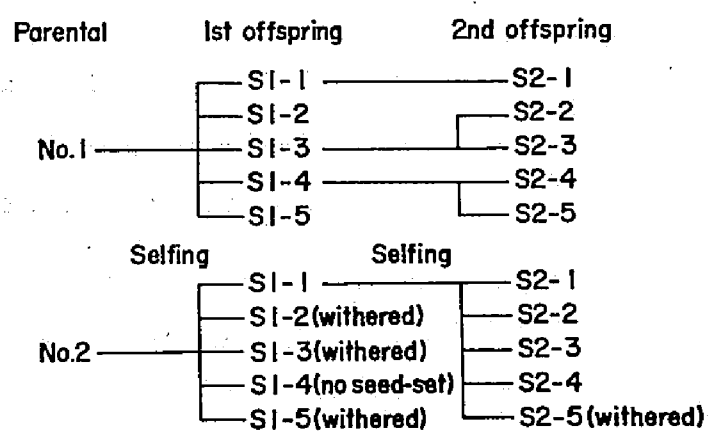 Parental 1st offspring 2nd offspring
S1-1 S2-1
S1-2 S2-2
No.1 S1-3 S2-3
S1-4 S2-4
S1-5 S2-5
Selfing Selfing
S1-1 S2-1
S1-2(withered) S2-2
No.2 S1-3(withered) S2-3
S1-4(no seed-set) S2-4
S1-5(withered) S2-5(withered)